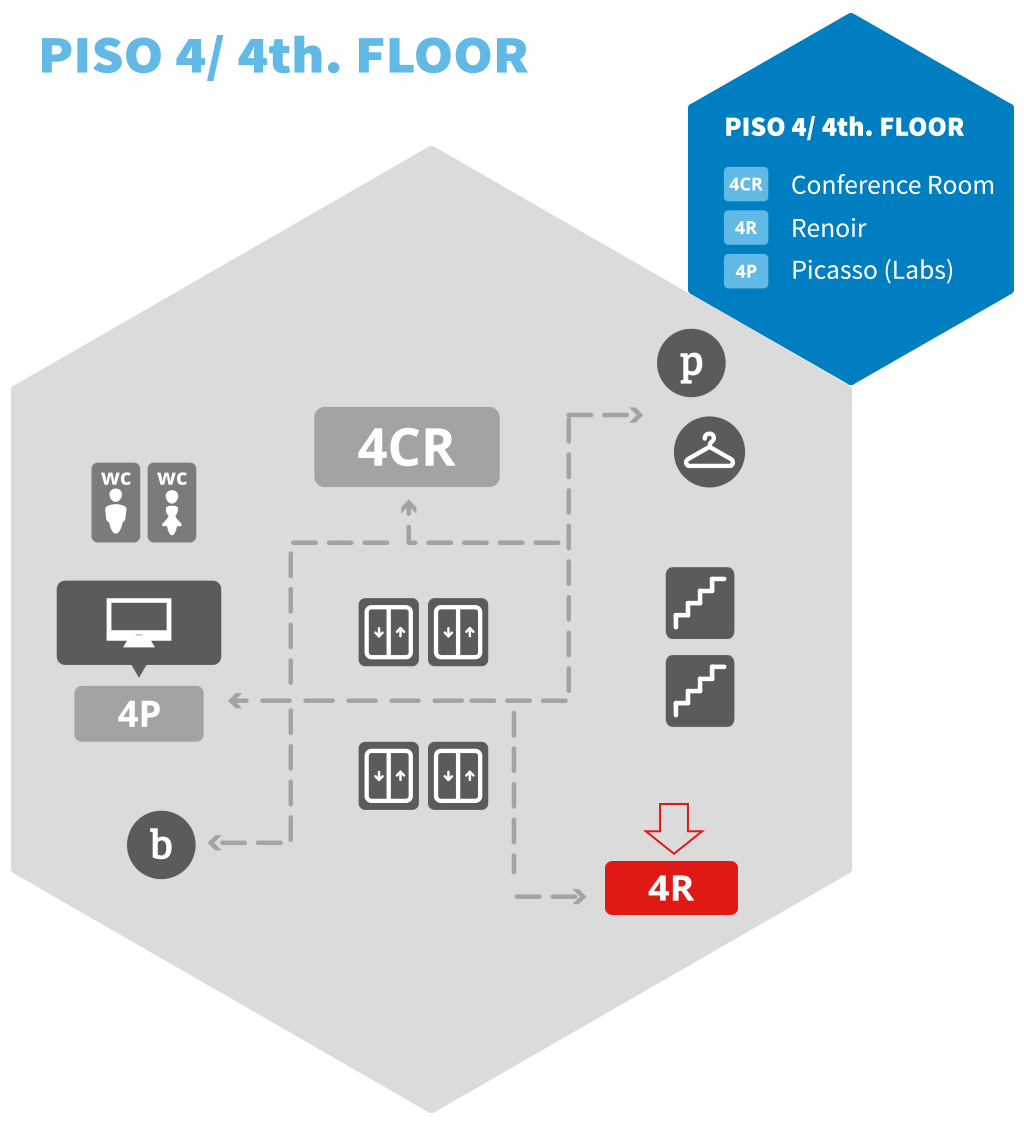 PISO 4/ 4th. FLOOR
PISO 4/ 4th. FLOOR
4CR Conference Room
4R Renoir
4P Picasso (Labs)
p
4CR
wc wc
4P
b
4R